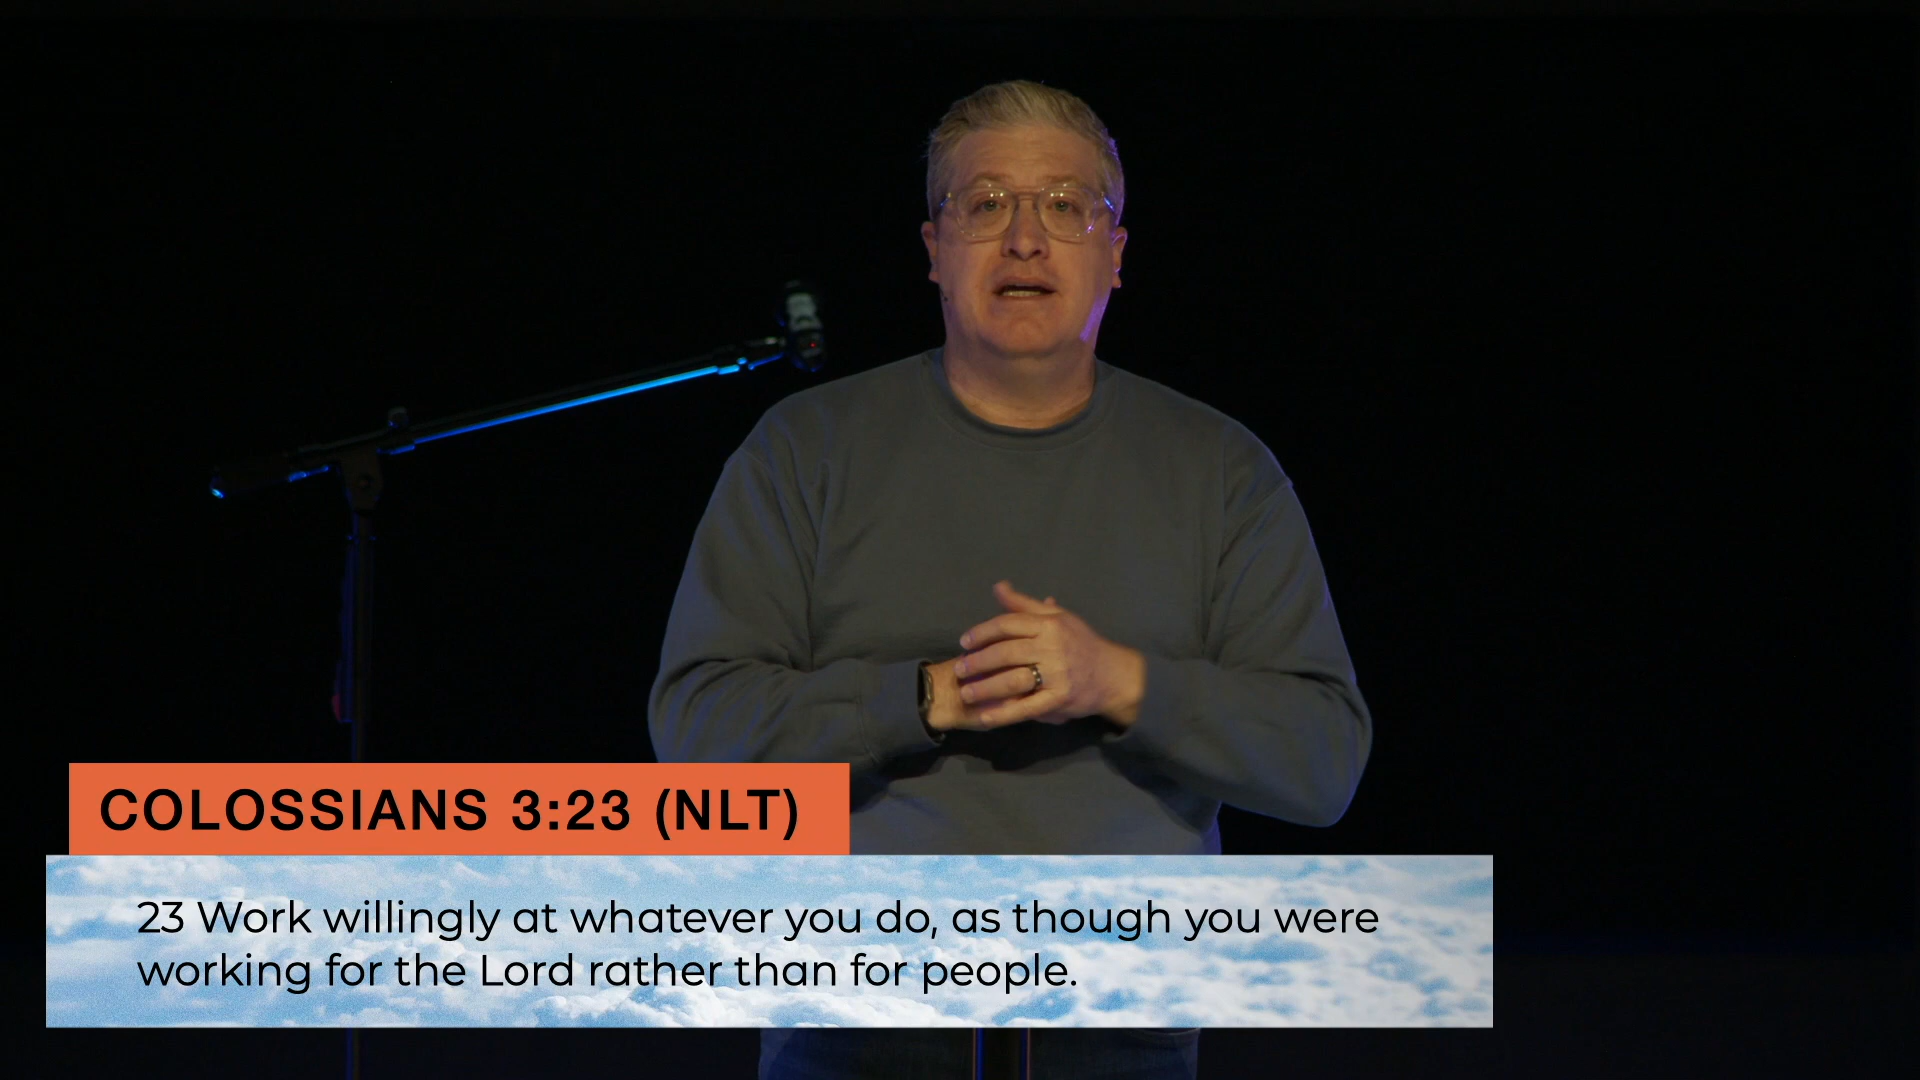 COLOSSIANS 3:23 (NLT)
23 Work willingly at whatever you do, as though you were
working for the Lord rather than for people.